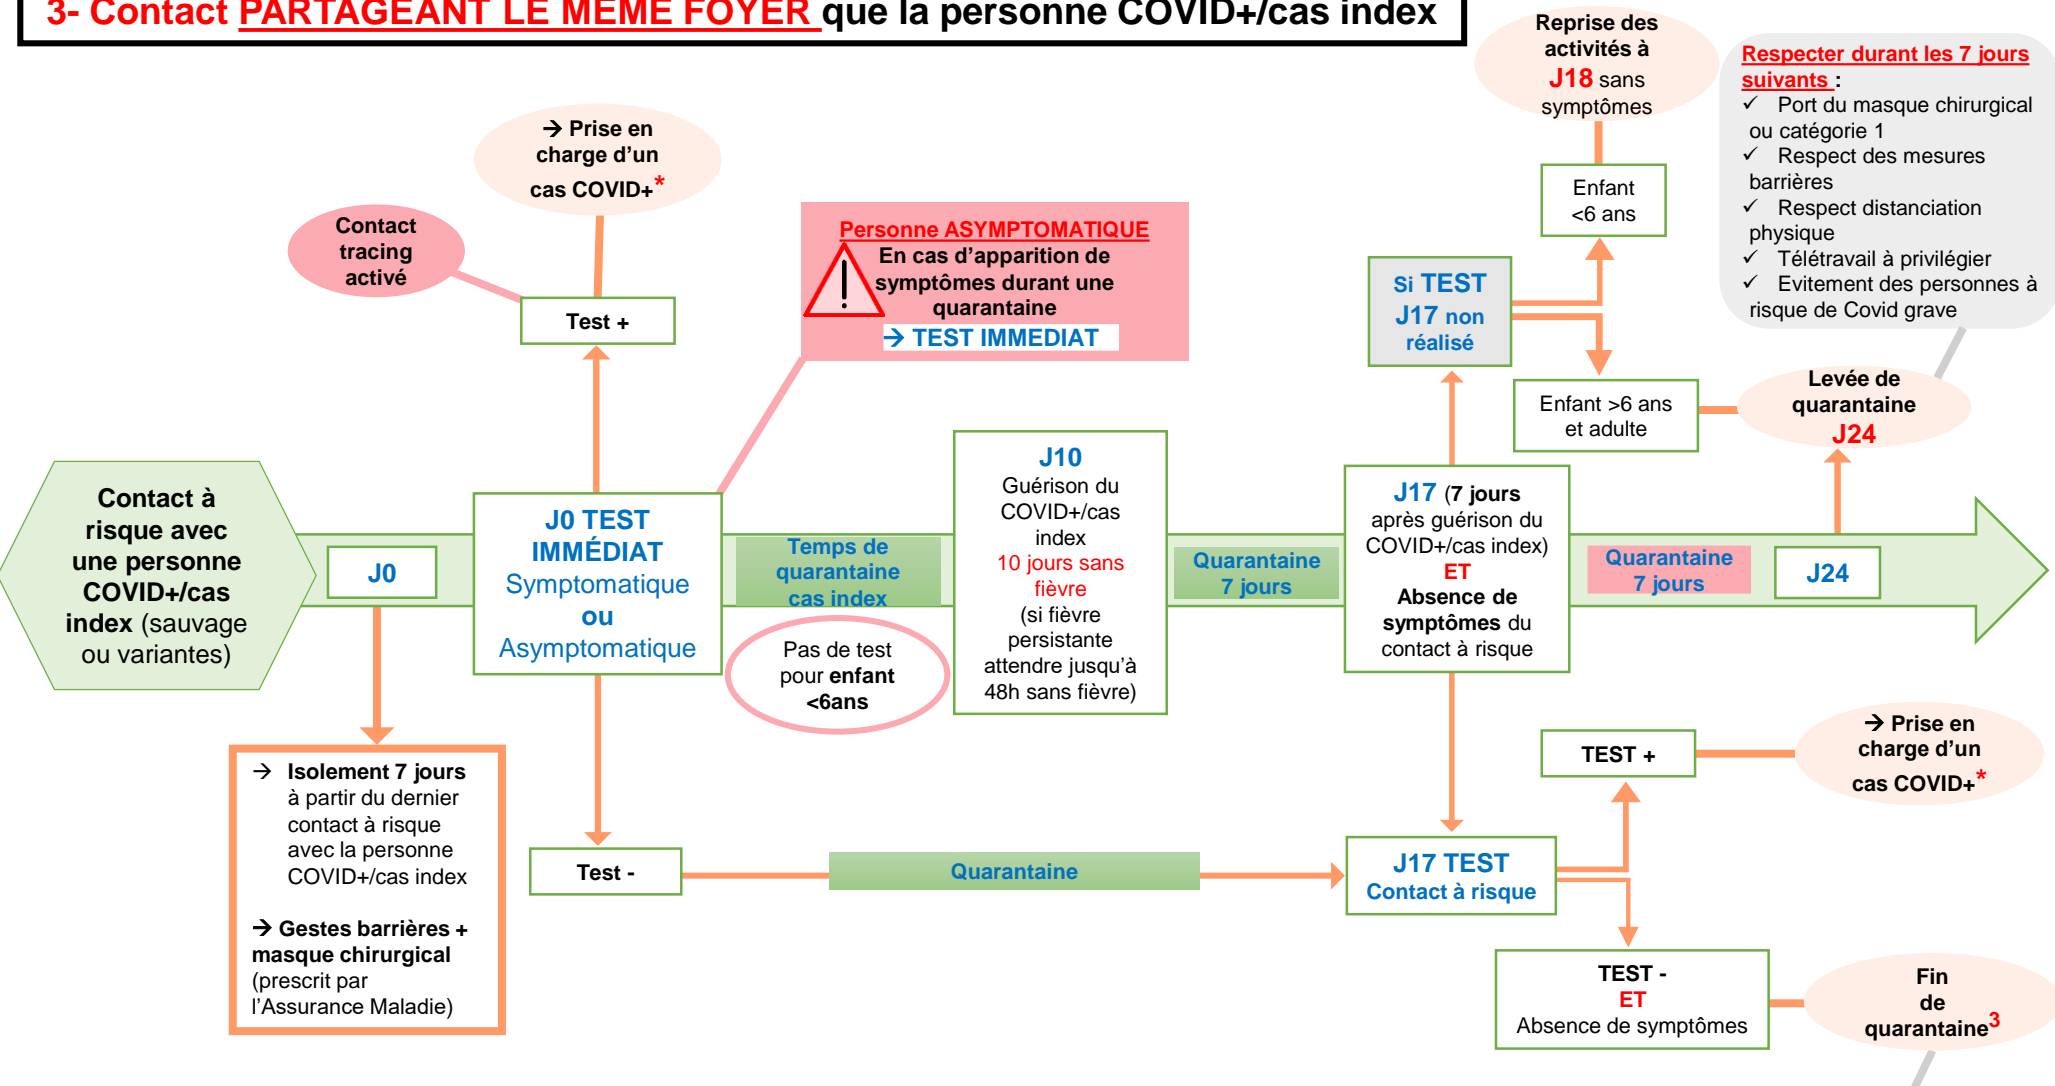 3- Contact PARTAGEANT LE MEME FOYER que la personne COVID+/cas index
Reprise des
activités à
J18 sans
symptômes
Respecter durant les 7 jours
suivants :
✓ Port du masque chirurgical
ou catégorie 1
✓ Respect des mesures
barrières
✓ Respect distanciation
physique
✓ Télétravail à privilégier
✓ Evitement des personnes à
risque de Covid grave
→ Prise en
charge d'un
cas COVID+*
Contact
tracing
activé
Test +
Personne ASYMPTOMATIQUE
En cas d'apparition de
symptômes durant une
quarantaine
→ TEST IMMEDIAT
!
Enfant
<6 ans
Si TEST
J17 non
réalisé
Enfant >6 ans
et adulte
Levée de
quarantaine
J24
Contact à
risque avec
une personne
COVID+/cas
index (sauvage
ou variantes)
J0
J0 TEST
IMMÉDIAT
Symptomatique
ou
Asymptomatique
Temps de
quarantaine
cas index
Pas de test
pour enfant
<6ans
J10
Guérison du
COVID+/cas
index
10 jours sans
fièvre
(si fièvre
persistante
attendre jusqu'à
48h sans fièvre)
Quarantaine
7 jours
J17 (7 jours
après guérison du
COVID+/cas index)
ET
Absence de
symptômes du
contact à risque
Quarantaine
7 jours
J24
→ Isolement 7 jours
à partir du dernier
contact à risque
avec la personne
COVID+/cas index
→ Gestes barrières +
masque chirurgical
(prescrit par
l'Assurance Maladie)
Test -
Quarantaine
J17 TEST
Contact à risque
TEST +
→ Prise en
charge d'un
cas COVID+*
TEST -
ET
Absence de symptômes
Fin
de
quarantaine3